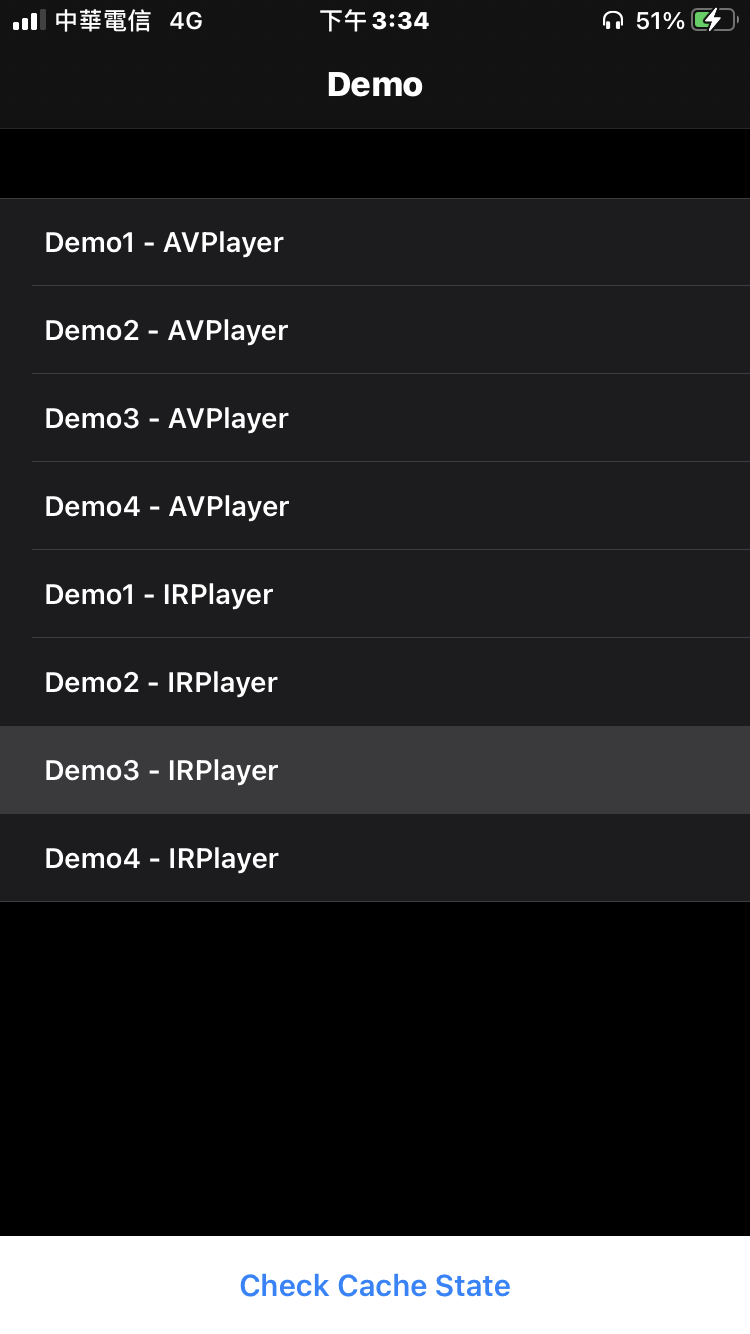 中華電信 4G 下午 3:34 51%
Demo
Demo1 - AVPlayer
Demo2 - AVPlayer
Demo3 - AVPlayer
Demo4 - AVPlayer
Demo1 - IRPlayer
Demo2 - IRPlayer
Demo3 - IRPlayer
Demo4 - IRPlayer
Check Cache State